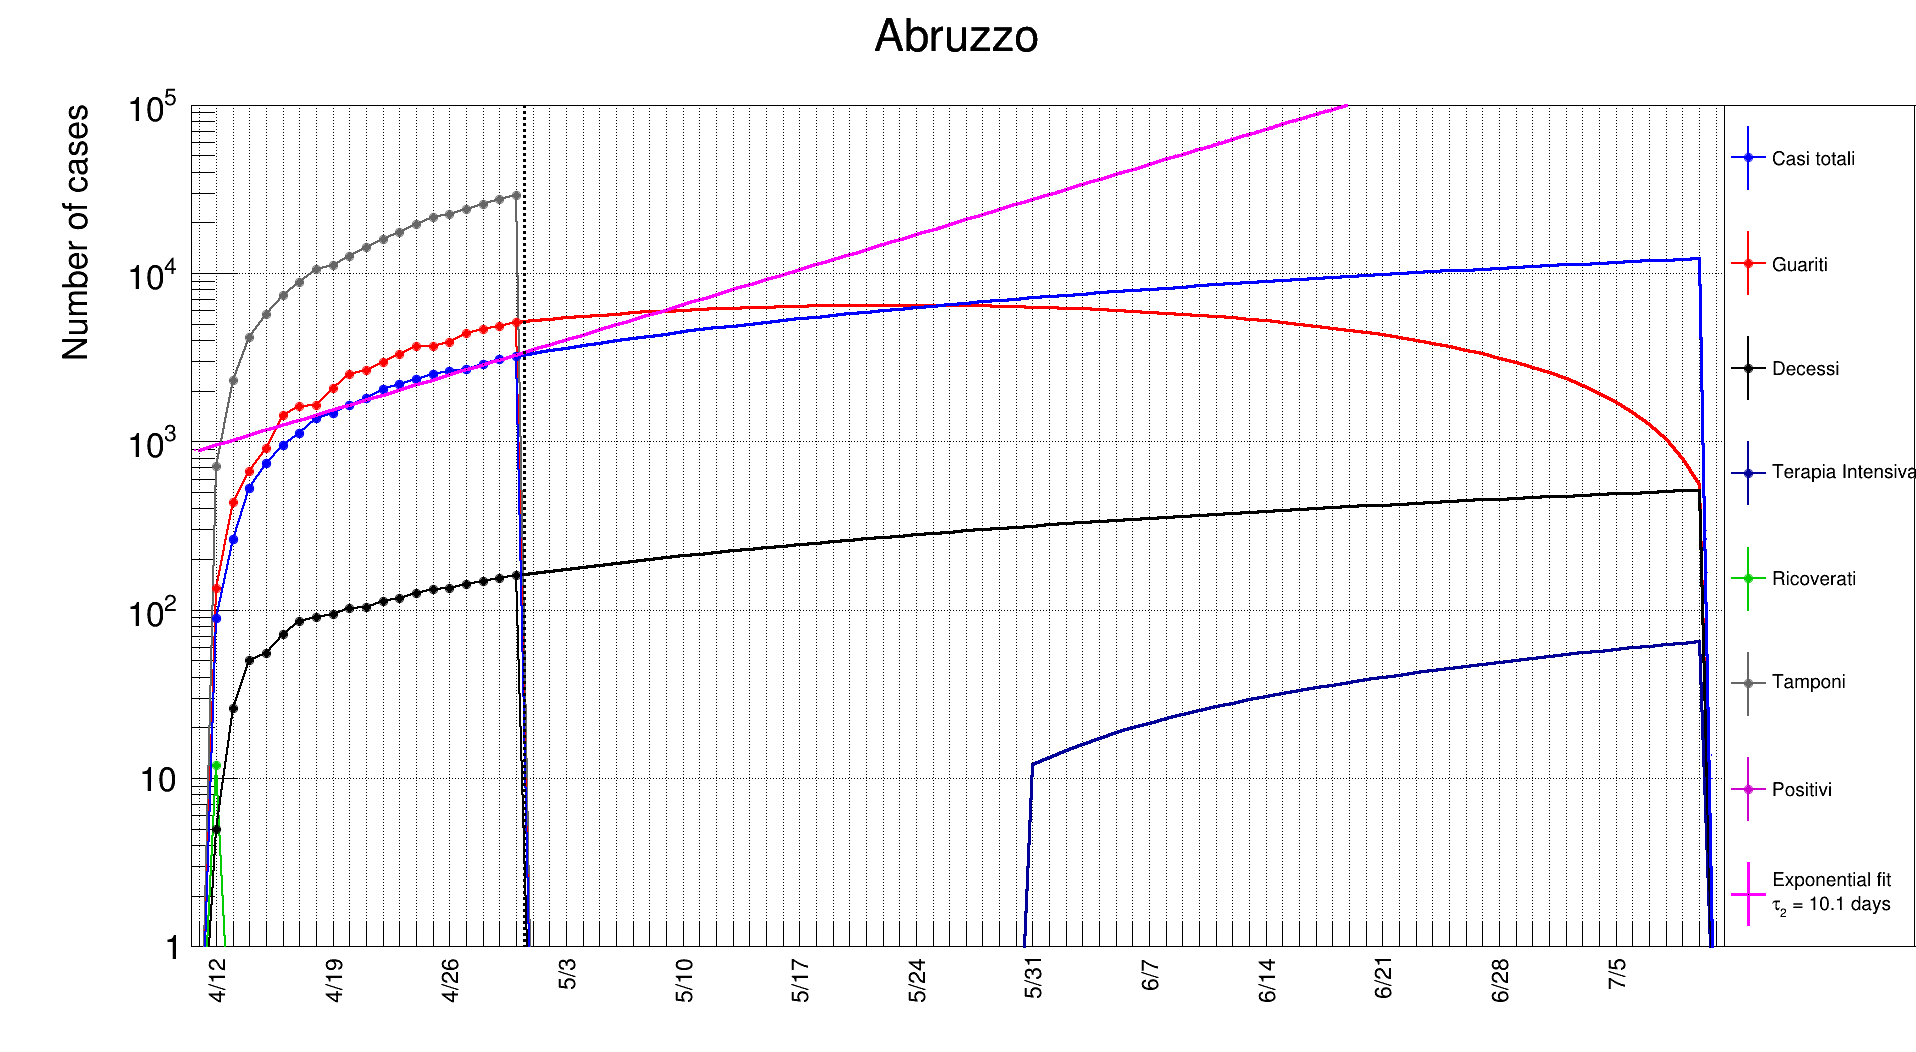 Abruzzo
Number of cases
10^5
10^4
10^3
10^2
10
1
4/12
4/19
4/26
5/3
5/10
5/17
5/24
5/31
6/7
6/14
6/21
6/28
7/5
Casi totali
Guariti
Decessi
Terapia Intensiva
Ricoverati
Tamponi
Positivi
Exponential fit
τ_2 = 10.1 days